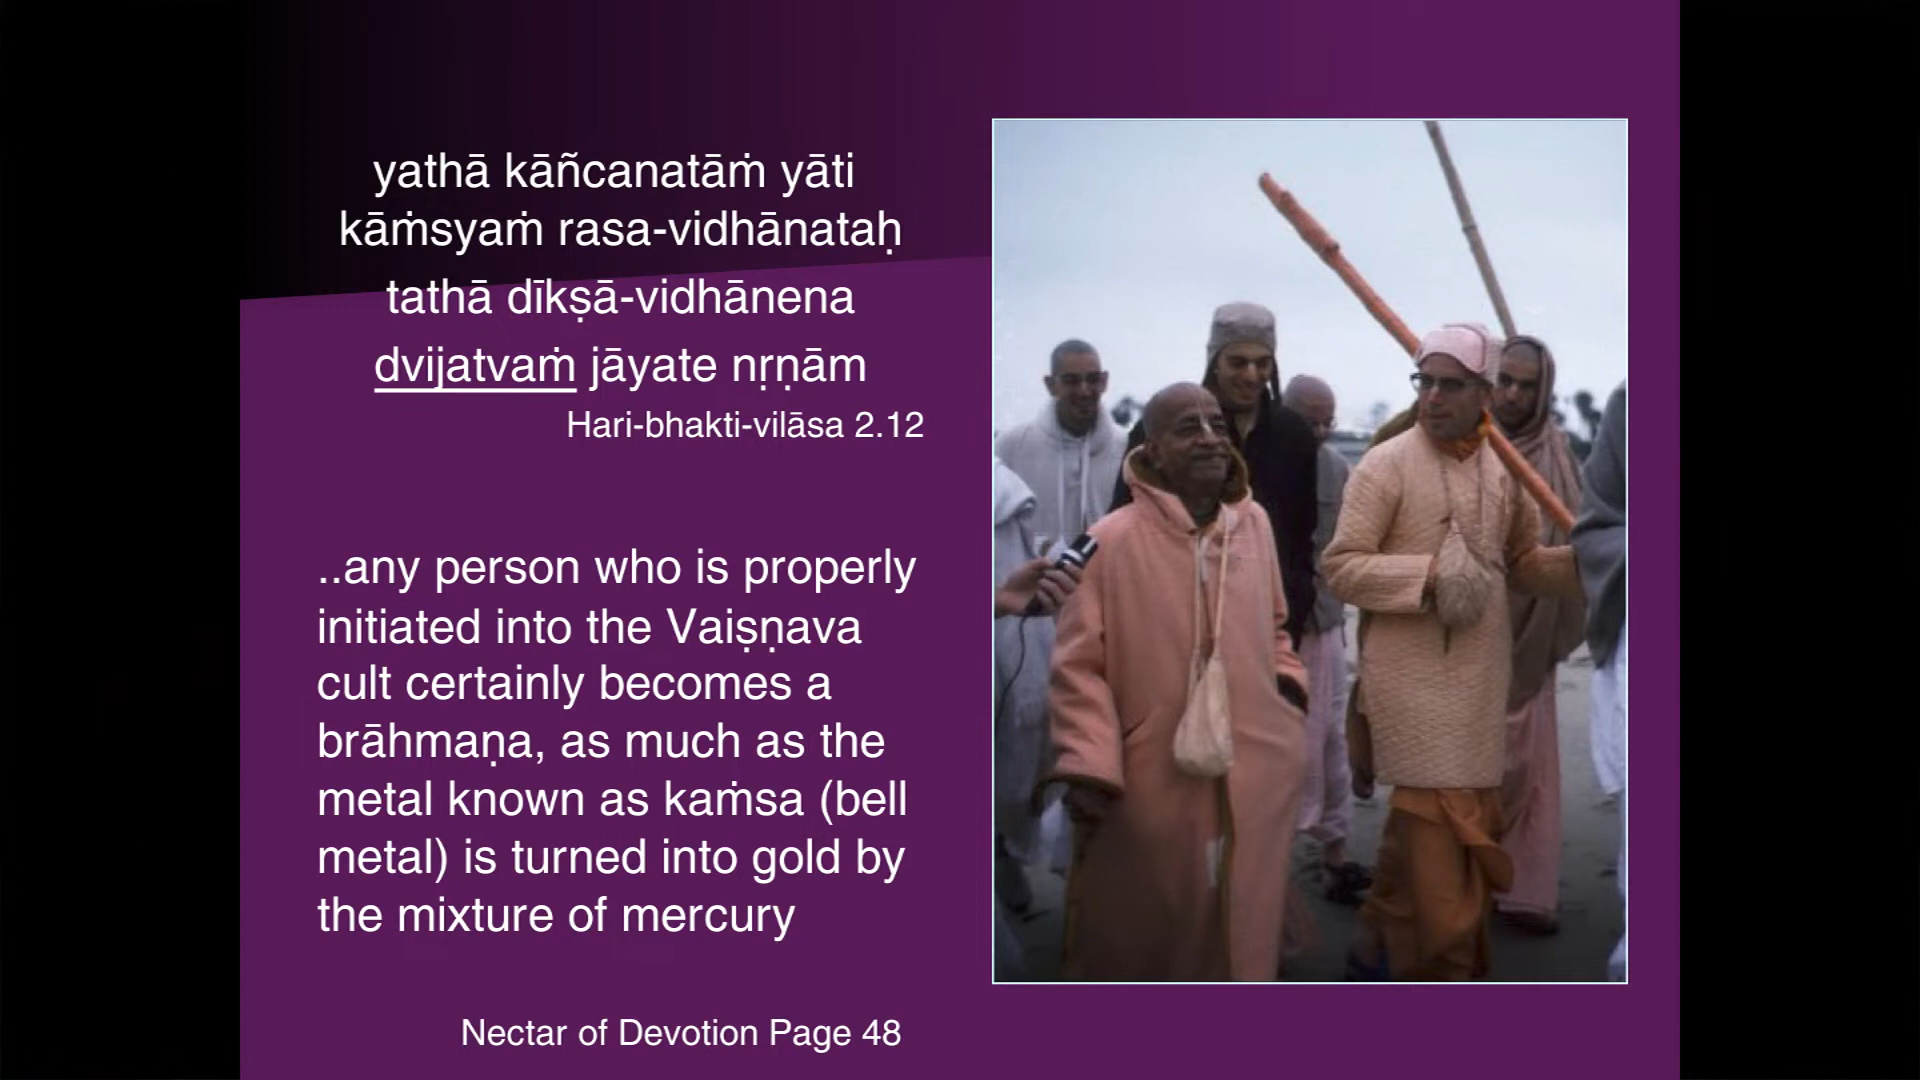 yathā kāñcanatāṁ yāti
kāṁsyaṁ rasa-vidhānataḥ
tathā dīkṣā-vidhānena
dvijatvaṁ jāyate nṛṇām
Hari-bhakti-vilāsa 2.12
..any person who is properly
initiated into the Vaiṣṇava
cult certainly becomes a
brāhmaṇa, as much as the
metal known as kaṁsa (bell
metal) is turned into gold by
the mixture of mercury
Nectar of Devotion Page 48